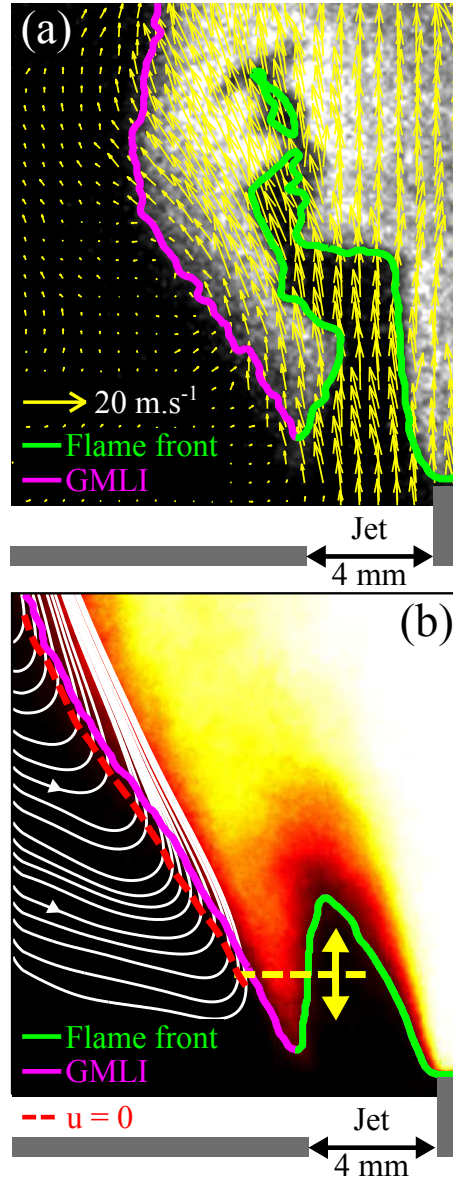 (a)
20 m.s-1
Flame front
GMLI
Jet
4 mm
(b)
Flame front
GMLI
u = 0
Jet
4 mm